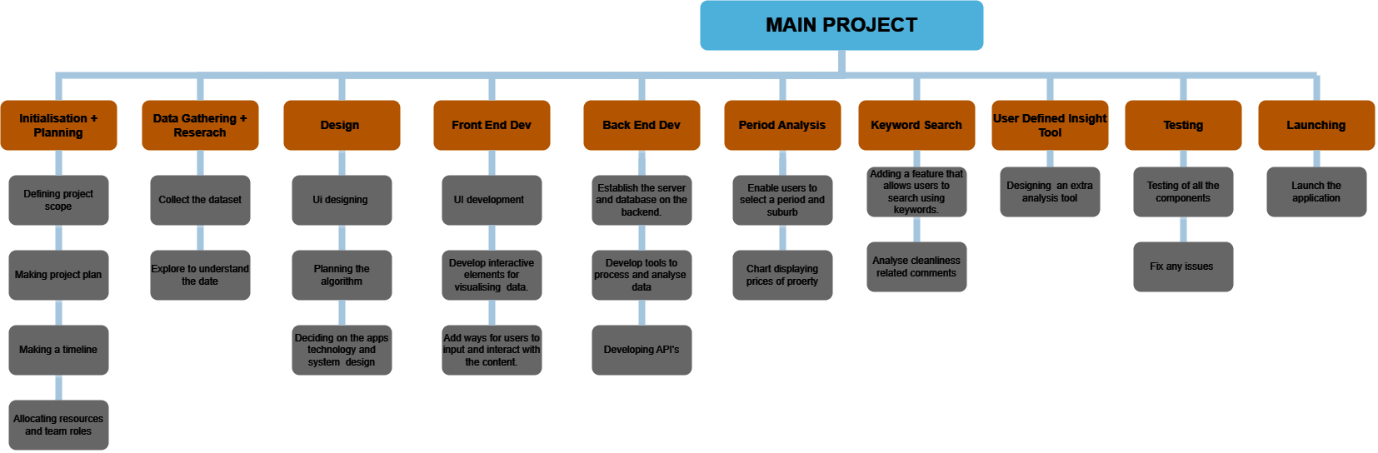 MAIN PROJECT
Initialisation +
Planning
Data Gathering +
Reserach
Design
Front End Dev
Back End Dev
Period Analysis
Keyword Search
User Defined Insight
Tool
Testing
Launching
Defining project
scope
Making project plan
Making a timeline
Allocating resources
and team roles
Collect the dataset
Explore to understand
the date
Ui designing
Planning the
algorithm
Deciding on the apps
technology and
system design
UI development
Develop interactive
elements for
visualising data.
Add ways for users to
input and interact with
the content.
Establish the server
and database on the
backend.
Develop tools to
process and analyse
data
Developing API's
Enable users to
select a period and
suburb
Chart displaying
prices of proerty
Adding a feature that
allows users to
search using
keywords.
Analyse cleanliness
related comments
Designing an extra
analysis tool
Testing of all the
components
Fix any issues
Launch the
application